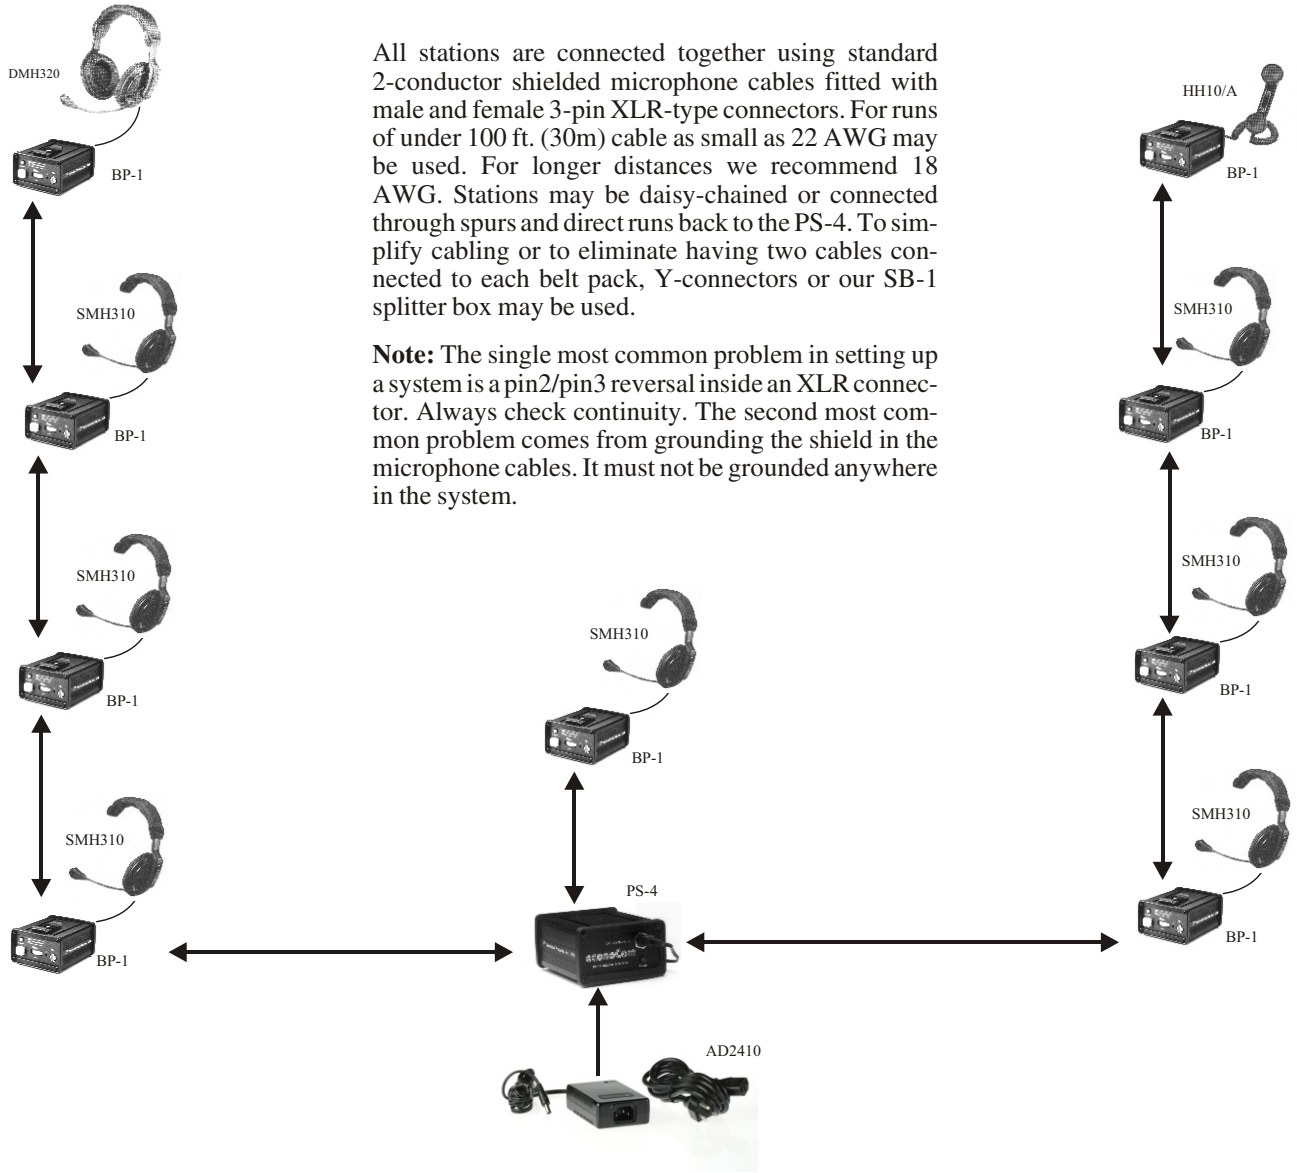 DMH320
BP-1
SMH310
BP-1
SMH310
BP-1
SMH310
BP-1
All stations are connected together using standard
2-conductor shielded microphone cables fitted with
male and female 3-pin XLR-type connectors. For runs
of under 100 ft. (30m) cable as small as 22 AWG may
be used. For longer distances we recommend 18
AWG. Stations may be daisy-chained or connected
through spurs and direct runs back to the PS-4. To sim-
plify cabling or to eliminate having two cables con-
nected to each belt pack, Y-connectors or our SB-1
splitter box may be used.
Note: The single most common problem in setting up
a system is a pin2/pin3 reversal inside an XLR connec-
tor. Always check continuity. The second most com-
mon problem comes from grounding the shield in the
microphone cables. It must not be grounded anywhere
in the system.
SMH310
BP-1
PS-4
econoCom
AD2410
HH10/A
BP-1
SMH310
BP-1
SMH310
BP-1
SMH310
BP-1